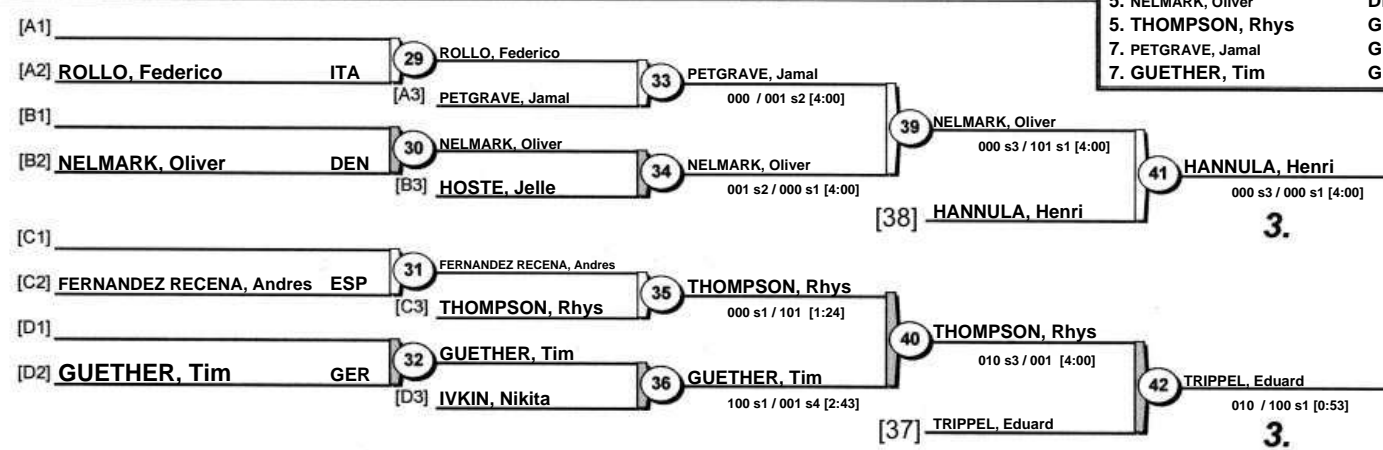 5. NELMARK, Oliver
5. THOMPSON, Rhys G
7. PETGRAVE, Jamal G
7. GUETHER, Tim G
[A1]
[A2] ROLLO, Federico ITA
29
ROLLO, Federico
[A3] PETGRAVE, Jamal
33
PETGRAVE, Jamal
000 / 001 s2 [4:00]
[B1]
[B2] NELMARK, Oliver DEN
30
NELMARK, Oliver
[B3] HOSTE, Jelle
34
NELMARK, Oliver
001 s2 / 000 s1 [4:00]
39
NELMARK, Oliver
000 s3 / 101 s1 [4:00]
[38] HANNULA, Henri
41
HANNULA, Henri
000 s3 / 000 s1 [4:00]
3.
[C1]
[C2] FERNANDEZ RECENA, Andres ESP
31
FERNANDEZ RECENA, Andres
[C3] THOMPSON, Rhys
35
THOMPSON, Rhys
000 s1 / 101 [1:24]
[D1]
[D2] GUETHER, Tim GER
32
GUETHER, Tim
[D3] IVKIN, Nikita
36
GUETHER, Tim
100 s1 / 001 s4 [2:43]
40
THOMPSON, Rhys
010 s3 / 001 [4:00]
[37] TRIPPEL, Eduard
42
TRIPPEL, Eduard
010 / 100 s1 [0:53]
3.